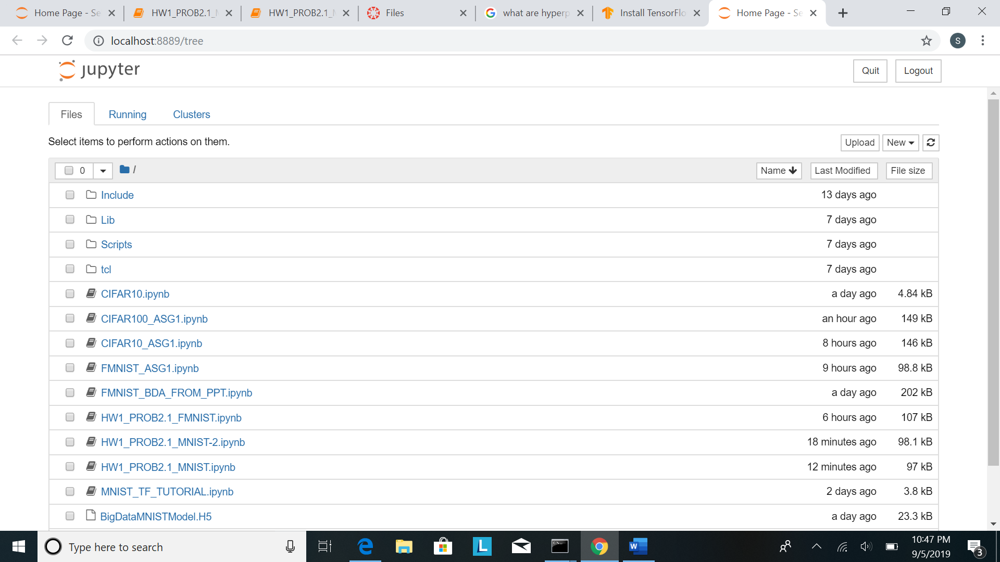 Home Page - Se
HW1_PROB2.1_M
HW1_PROB2.1_M
Files
what are hyperp
Install TensorFlo
Home Page - Se
localhost:8889/tree
S
jupyter
Quit
Logout
Files
Running
Clusters
Select items to perform actions on them.
Upload
New
0
/
Name
Last Modified
File size
Include 13 days ago
Lib 7 days ago
Scripts 7 days ago
tcl 7 days ago
CIFAR10.ipynb a day ago 4.84 kB
CIFAR100_ASG1.ipynb an hour ago 149 kB
CIFAR10_ASG1.ipynb 8 hours ago 146 kB
FMNIST_ASG1.ipynb 9 hours ago 98.8 kB
FMNIST_BDA_FROM_PPT.ipynb a day ago 202 kB
HW1_PROB2.1_FMNIST.ipynb 6 hours ago 107 kB
HW1_PROB2.1_MNIST-2.ipynb 18 minutes ago 98.1 kB
HW1_PROB2.1_MNIST.ipynb 12 minutes ago 97 kB
MNIST_TF_TUTORIAL.ipynb 2 days ago 3.8 kB
BigDataMNISTModel.H5 a day ago 23.3 kB
Type here to search
10:47 PM
9/5/2019
3